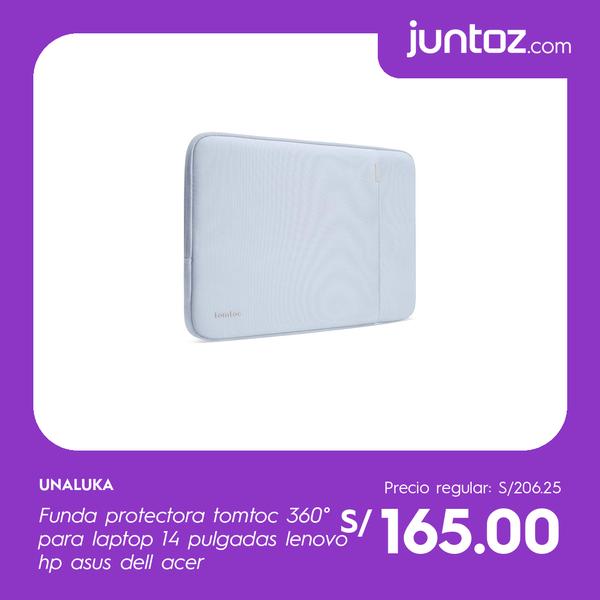 juntoz.com
tomtoc
UNALUKA
Funda protectora tomtoc 360°
para laptop 14 pulgadas lenovo
hp asus dell acer
Precio regular: S/206.25
S/165.00